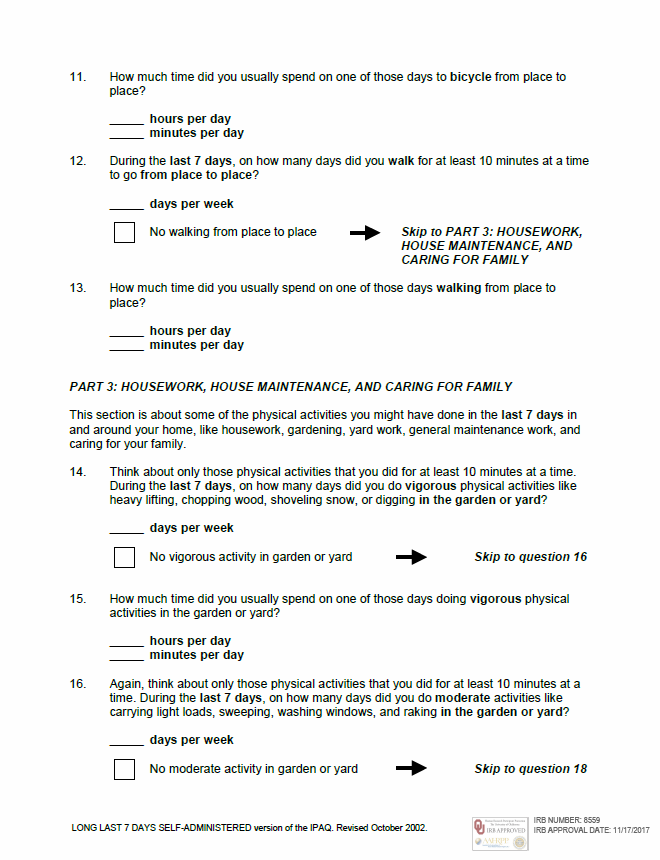 11. How much time did you usually spend on one of those days to bicycle from place to
place?
_____ hours per day
_____ minutes per day
12. During the last 7 days, on how many days did you walk for at least 10 minutes at a time
to go from place to place?
_____ days per week
No walking from place to place Skip to PART 3: HOUSEWORK,
HOUSE MAINTENANCE, AND
CARING FOR FAMILY
13. How much time did you usually spend on one of those days walking from place to
place?
_____ hours per day
_____ minutes per day
PART 3: HOUSEWORK, HOUSE MAINTENANCE, AND CARING FOR FAMILY
This section is about some of the physical activities you might have done in the last 7 days in
and around your home, like housework, gardening, yard work, general maintenance work, and
caring for your family.
14. Think about only those physical activities that you did for at least 10 minutes at a time.
During the last 7 days, on how many days did you do vigorous physical activities like
heavy lifting, chopping wood, shoveling snow, or digging in the garden or yard?
_____ days per week
No vigorous activity in garden or yard Skip to question 16
15. How much time did you usually spend on one of those days doing vigorous physical
activities in the garden or yard?
_____ hours per day
_____ minutes per day
16. Again, think about only those physical activities that you did for at least 10 minutes at a
time. During the last 7 days, on how many days did you do moderate activities like
carrying light loads, sweeping, washing windows, and raking in the garden or yard?
_____ days per week
No moderate activity in garden or yard Skip to question 18
LONG LAST 7 DAYS SELF-ADMINISTERED version of the IPAQ. Revised October 2002.
IRB APPROVED
IRB NUMBER: 8559
IRB APPROVAL DATE: 11/17/2017